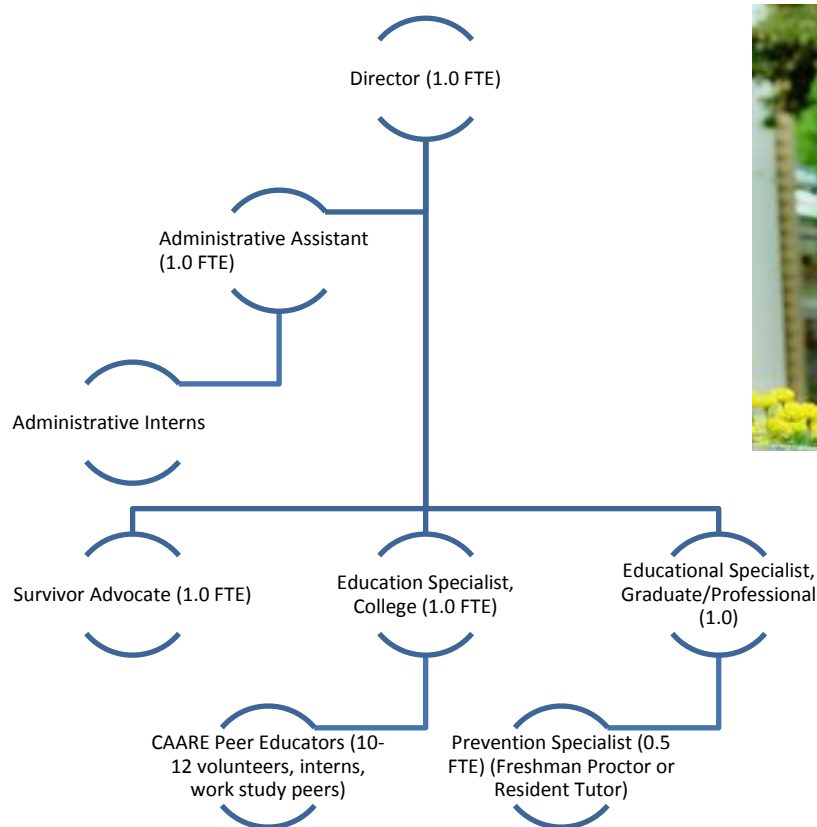 Director (1.0 FTE)
Administrative Assistant
(1.0 FTE)
Administrative Interns
Survivor Advocate (1.0 FTE)
Education Specialist,
College (1.0 FTE)
Educational Specialist,
Graduate/Professional
(1.0)
CAARE Peer Educators (10-
12 volunteers, interns,
work study peers)
Prevention Specialist (0.5
FTE) (Freshman Proctor or
Resident Tutor)